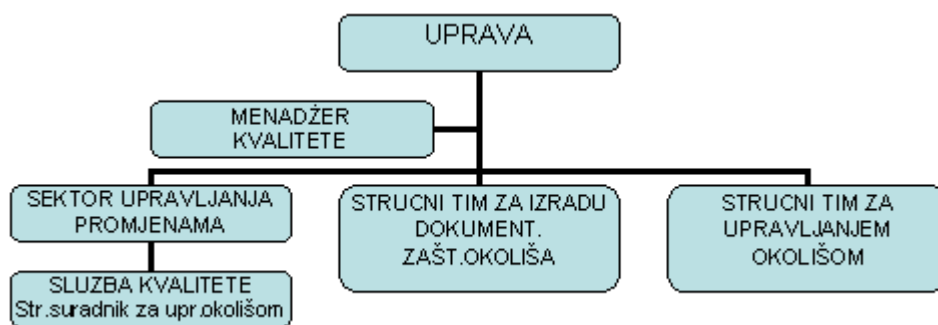 UPRAVA
MENADŽER
KVALITETE
SEKTOR UPRAVLJANJA
PROMJENAMA
STRUCNI TIM ZA IZRADU
DOKUMENT.
ZAŠT.OKOLIŠA
STRUCNI TIM ZA
UPRAVLJANJEM
OKOLIŠOM
SLUZBA KVALITETE
Str.suradnik za upr.okolišom